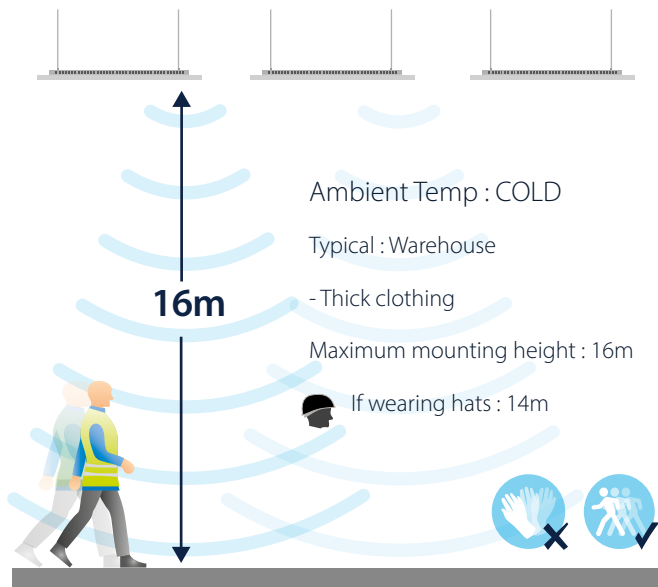 Ambient Temp : COLD
Typical : Warehouse
16m
- Thick clothing
Maximum mounting height : 16m
If wearing hats : 14m